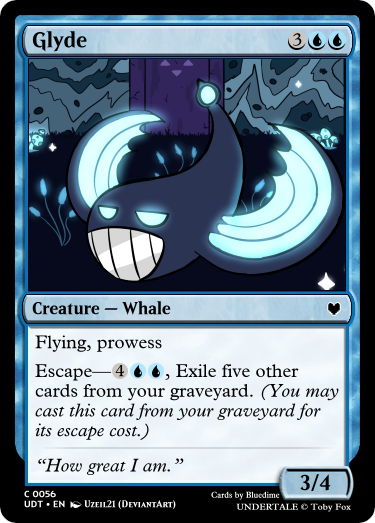 Glyde 3
Creature — Whale
Flying, prowess
Escape—4, Exile five other
cards from your graveyard. (You may
cast this card from your graveyard for
its escape cost.)
“How great I am.”
3/4
C 0056
UDT • EN Uzeil21 (DeviantArt)
Cards by Bluedime
UNDERTALE © Toby Fox